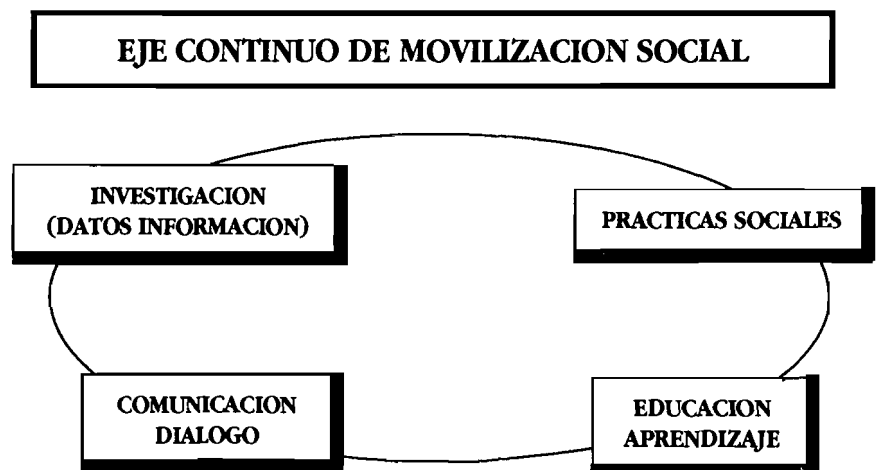 EJE CONTINUO DE MOVILIZACION SOCIAL
INVESTIGACION
(DATOS INFORMACION)
PRACTICAS SOCIALES
COMUNICACION
DIALOGO
EDUCACION
APRENDIZAJE